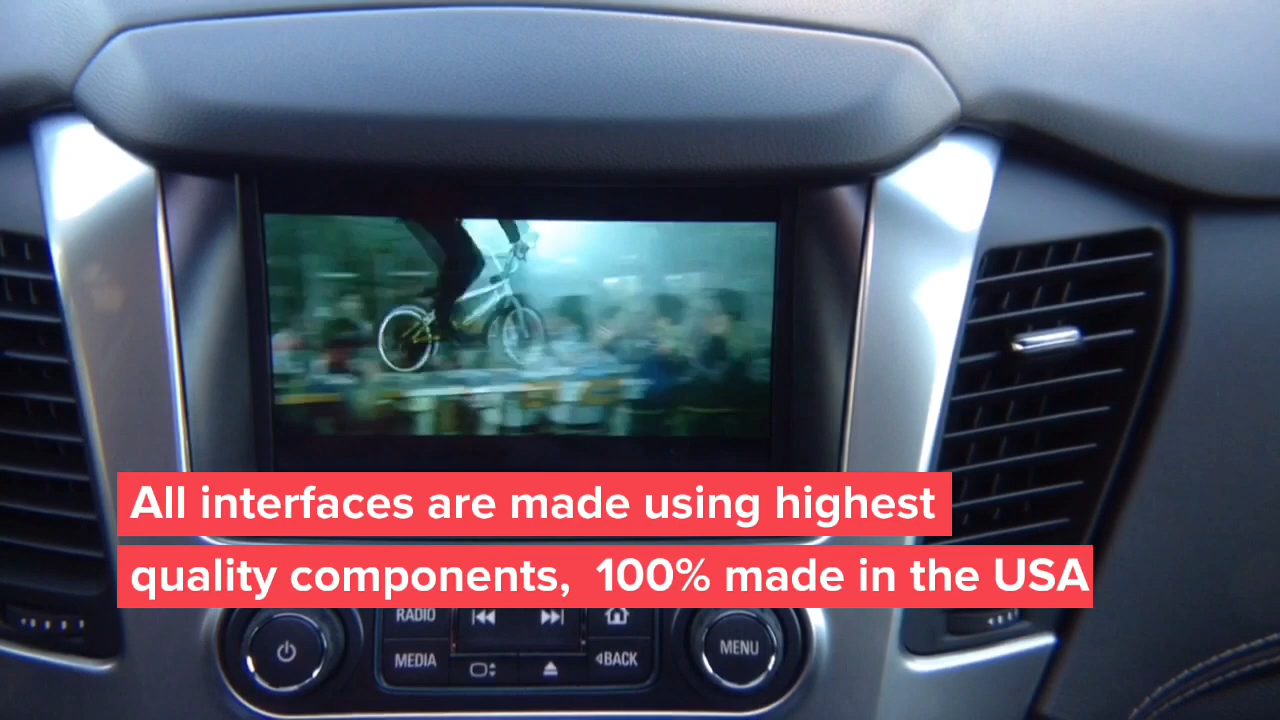 All interfaces are made using highest
quality components,  100% made in the USA
RADIO
MEDIA
BACK
MENU